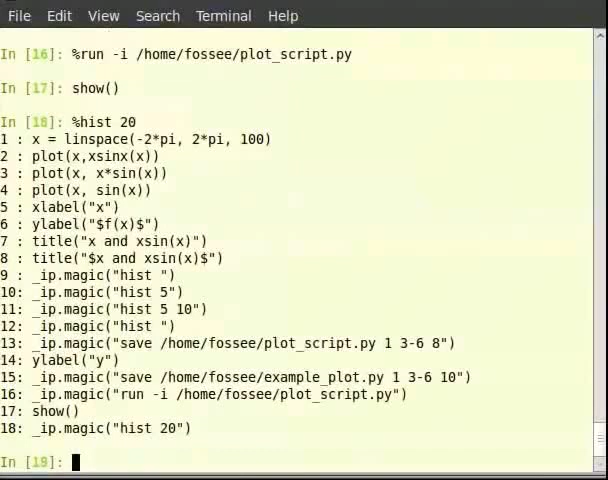 File Edit View Search Terminal Help
In [16]: %run -i /home/fossee/plot_script.py
In [17]: show()
In [18]: %hist 20
1 : x = linspace(-2*pi, 2*pi, 100)
2 : plot(x,xsinx(x))
3 : plot(x, x*sin(x))
4 : plot(x, sin(x))
5 : xlabel("x")
6 : ylabel("$f(x)$")
7 : title("x and xsin(x)")
8 : title("$x and xsin(x)$")
9 : _ip.magic("hist ")
10: _ip.magic("hist 5")
11: _ip.magic("hist 5 10")
12: _ip.magic("hist ")
13: _ip.magic("save /home/fossee/plot_script.py 1 3-6 8")
14: ylabel("y")
15: _ip.magic("save /home/fossee/example_plot.py 1 3-6 10")
16: _ip.magic("run -i /home/fossee/plot_script.py")
17: show()
18: _ip.magic("hist 20")
In [19]: